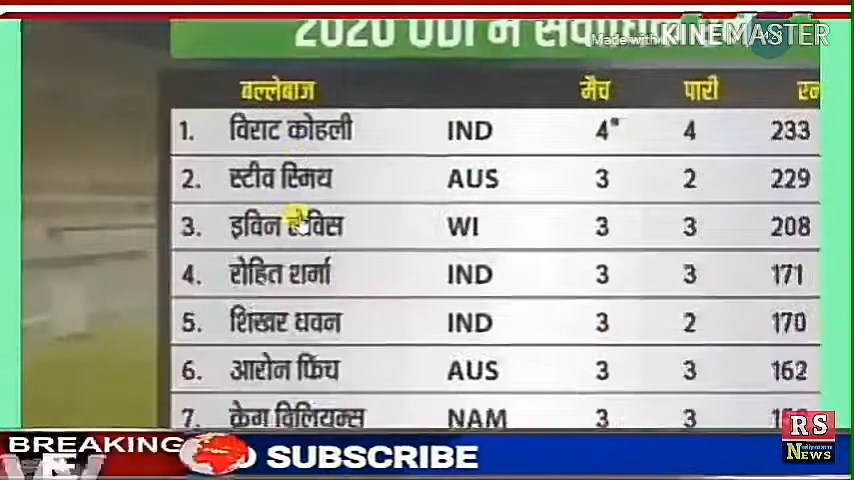 2020 ODI में सर्वाधिक
Made with KINEMASTER
बल्लेबाज मैच पारी रन
1. विराट कोहली IND 4* 4 233
2. स्टीव स्मिथ AUS 3 2 229
3. इविन लेविस WI 3 3 208
4. रोहित शर्मा IND 3 3 171
5. शिखर धवन IND 3 2 170
6. आरोन फिंच AUS 3 3 162
7. क्रेग विलियम्स NAM 3 3
RS
NEWS
BREAKING
SUBSCRIBE